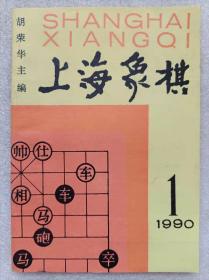 SHANGHAI
XIANGQI
胡荣华主编
上海象棋
帅 仕
车
相 车
马
炮
马 卒
1
1990